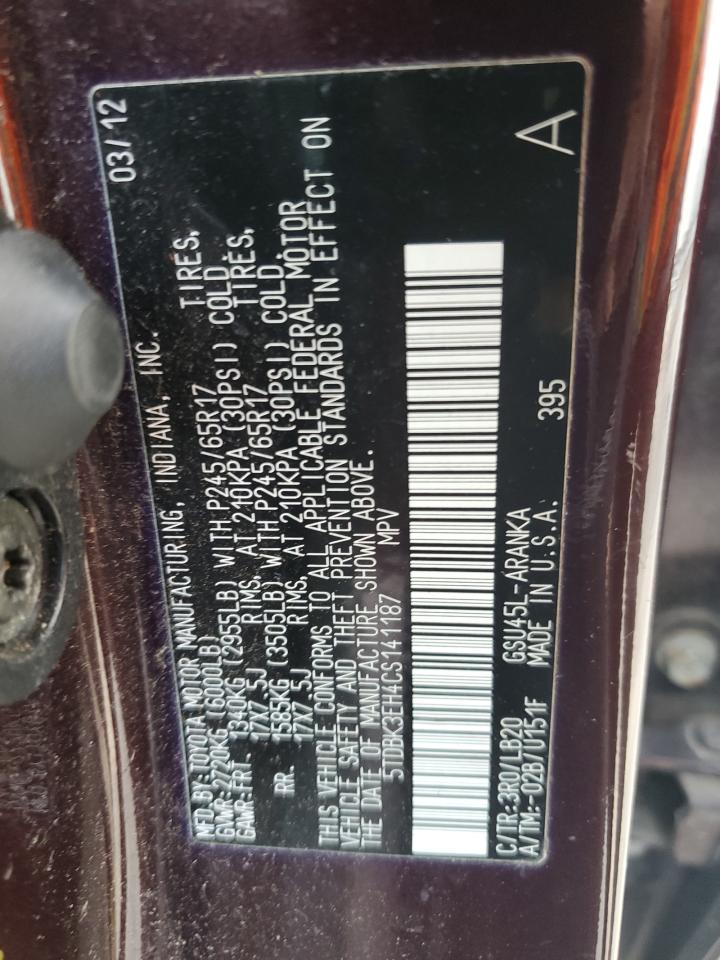 MFD.BY:TOYOTA MOTOR MANUFACTURING, INDIANA, INC. 03/12
GVWR:2720KG (6000LB)
GAWR:FRT. 1340KG (2955LB) WITH P245/65R17 TIRES,
17X7.5J RIMS, AT 210KPA (30PSI) COLD.
RR. 1585KG (3505LB) WITH P245/65R17 TIRES,
17X7.5J RIMS, AT 210KPA (30PSI) COLD.
THIS VEHICLE CONFORMS TO ALL APPLICABLE FEDERAL MOTOR
VEHICLE SAFETY AND THEFT PREVENTION STANDARDS IN EFFECT ON
THE DATE OF MANUFACTURE SHOWN ABOVE.
5TDBK3EH4CS141187 MPV
C/TR:3R0/LB20 GSU45L-ARANKA 395 A
A/TM:-02B/U151F MADE IN U.S.A.